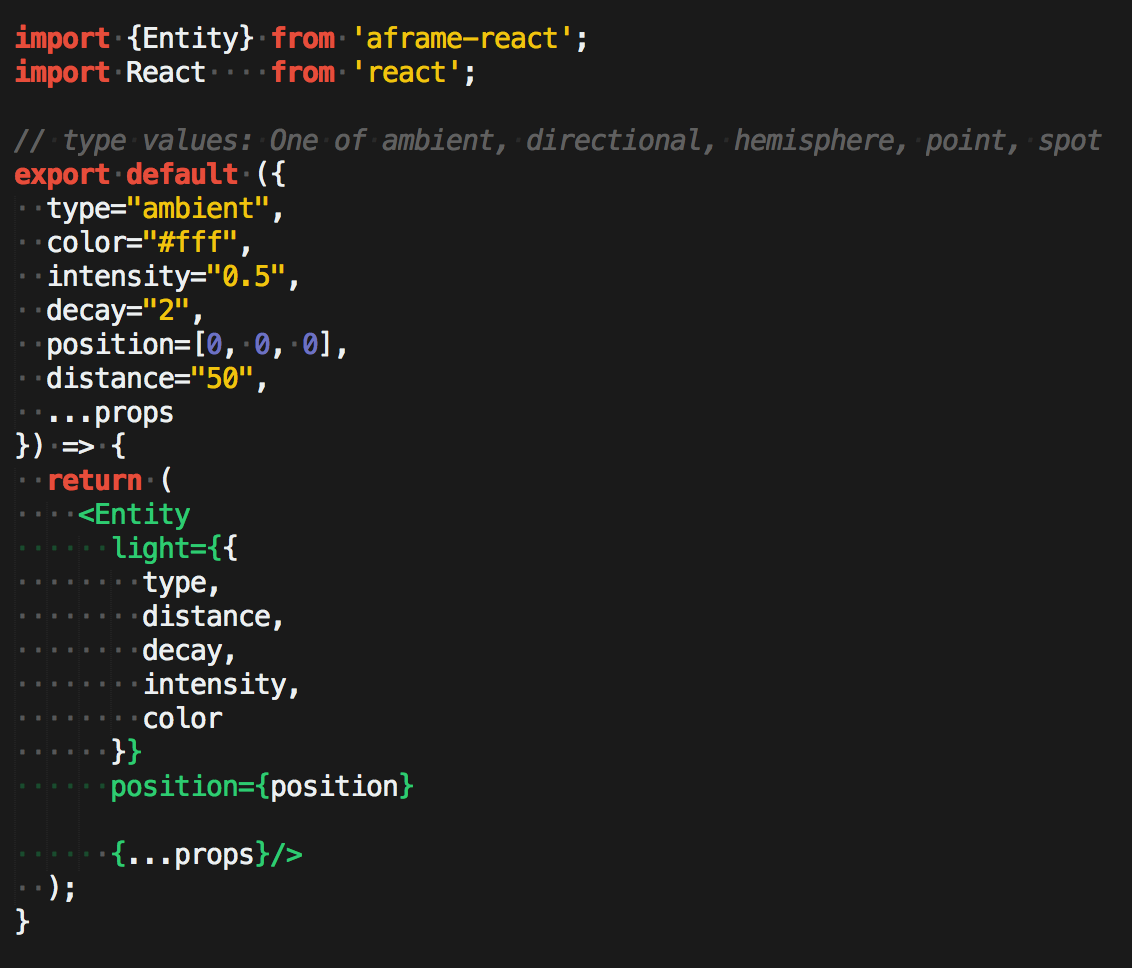 import {Entity} from 'aframe-react';
import React    from 'react';

// type values: One of ambient, directional, hemisphere, point, spot
export default ({
  type="ambient",
  color="#fff",
  intensity="0.5",
  decay="2",
  position=[0, 0, 0],
  distance="50",
  ...props
}) => {
  return (
    <Entity
      light={{
        type,
        distance,
        decay,
        intensity,
        color
      }}
      position={position}

      {...props}/>
  );
}